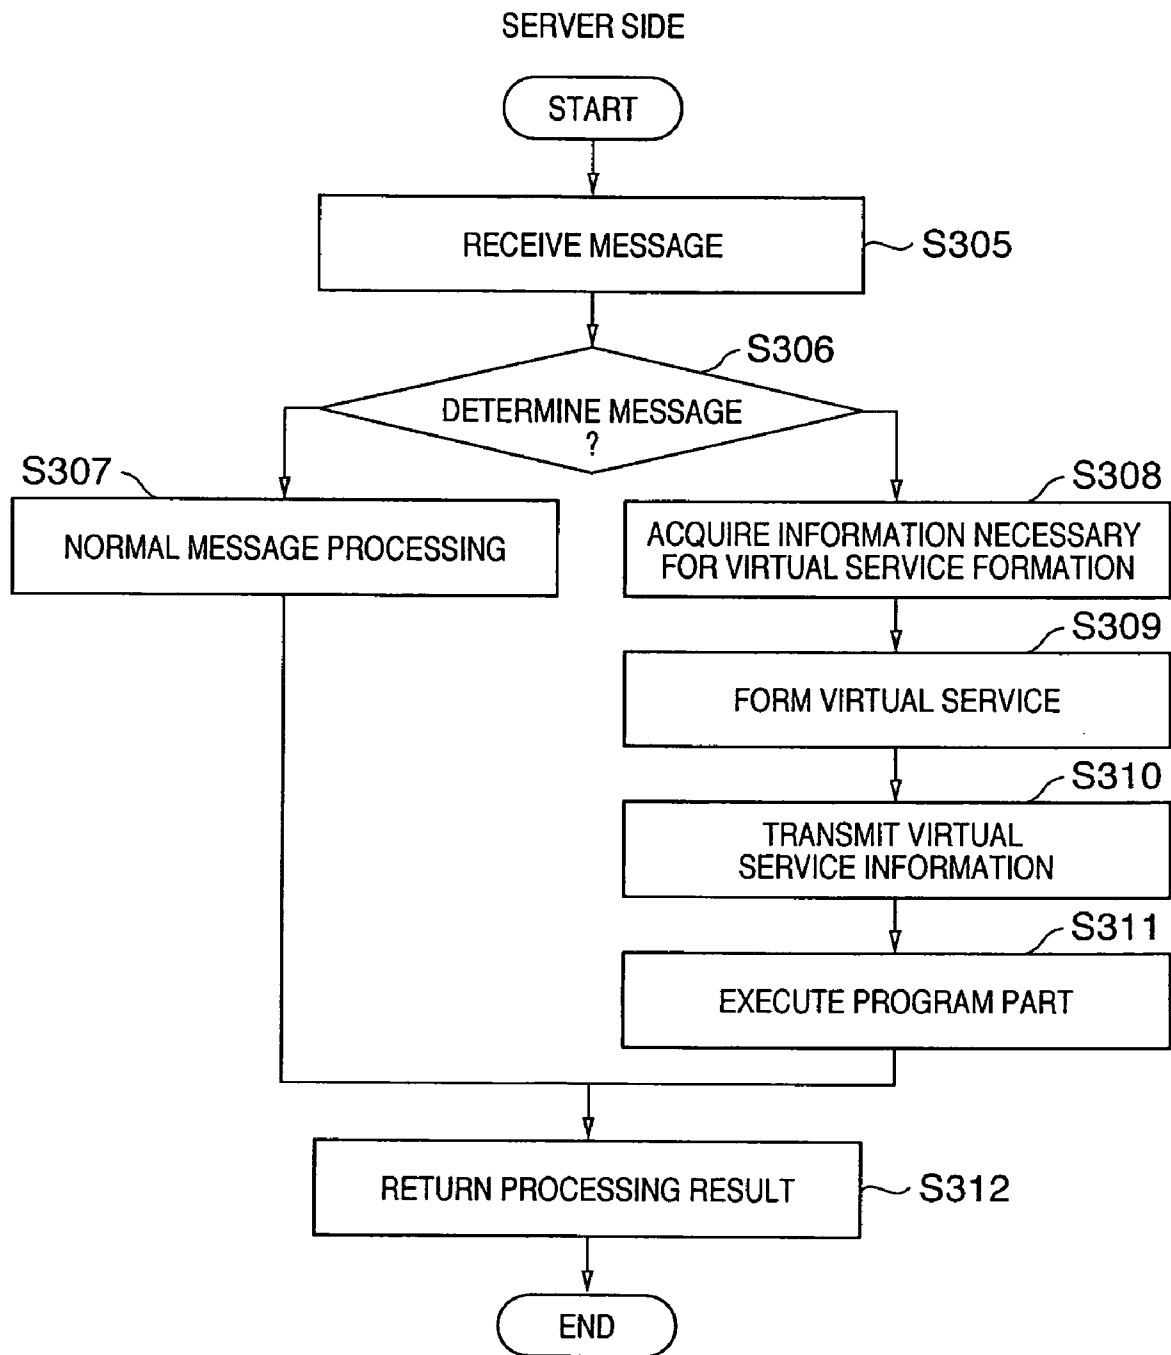 SERVER SIDE
START
RECEIVE MESSAGE
S305
S306
DETERMINE MESSAGE
?
S307
NORMAL MESSAGE PROCESSING
S308
ACQUIRE INFORMATION NECESSARY
FOR VIRTUAL SERVICE FORMATION
S309
FORM VIRTUAL SERVICE
S310
TRANSMIT VIRTUAL
SERVICE INFORMATION
S311
EXECUTE PROGRAM PART
RETURN PROCESSING RESULT
S312
END